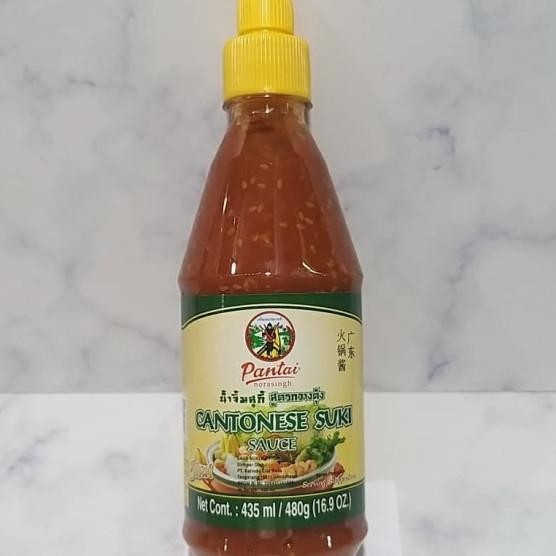 Pantai
norasingh
广东
火锅酱
น้ำจิ้มสุกี้ สูตรกวางตุ้ง
CANTONESE SUKI
SAUCE
Net Cont. : 435 ml / 480g (16.9 OZ.)